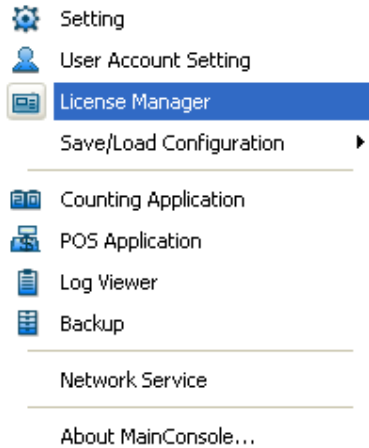 Setting
User Account Setting
License Manager
Save/Load Configuration
Counting Application
POS Application
Log Viewer
Backup
Network Service
About MainConsole...